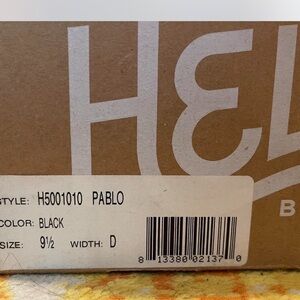 HEL
B
STYLE: H5001010 PABLO
COLOR: BLACK
SIZE: 9½ WIDTH: D
8 13380 02137 0